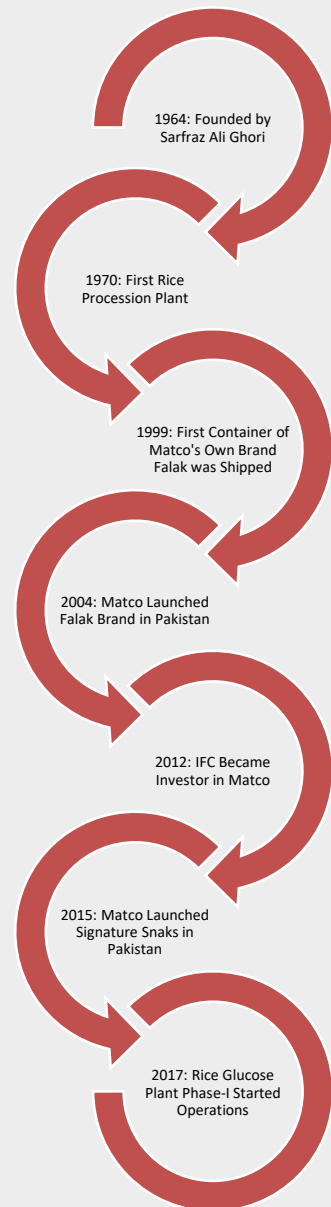 1964: Founded by
Sarfraz Ali Ghori
1970: First Rice
Procession Plant
1999: First Container of
Matco's Own Brand
Falak was Shipped
2004: Matco Launched
Falak Brand in Pakistan
2012: IFC Became
Investor in Matco
2015: Matco Launched
Signature Snaks in
Pakistan
2017: Rice Glucose
Plant Phase-I Started
Operations